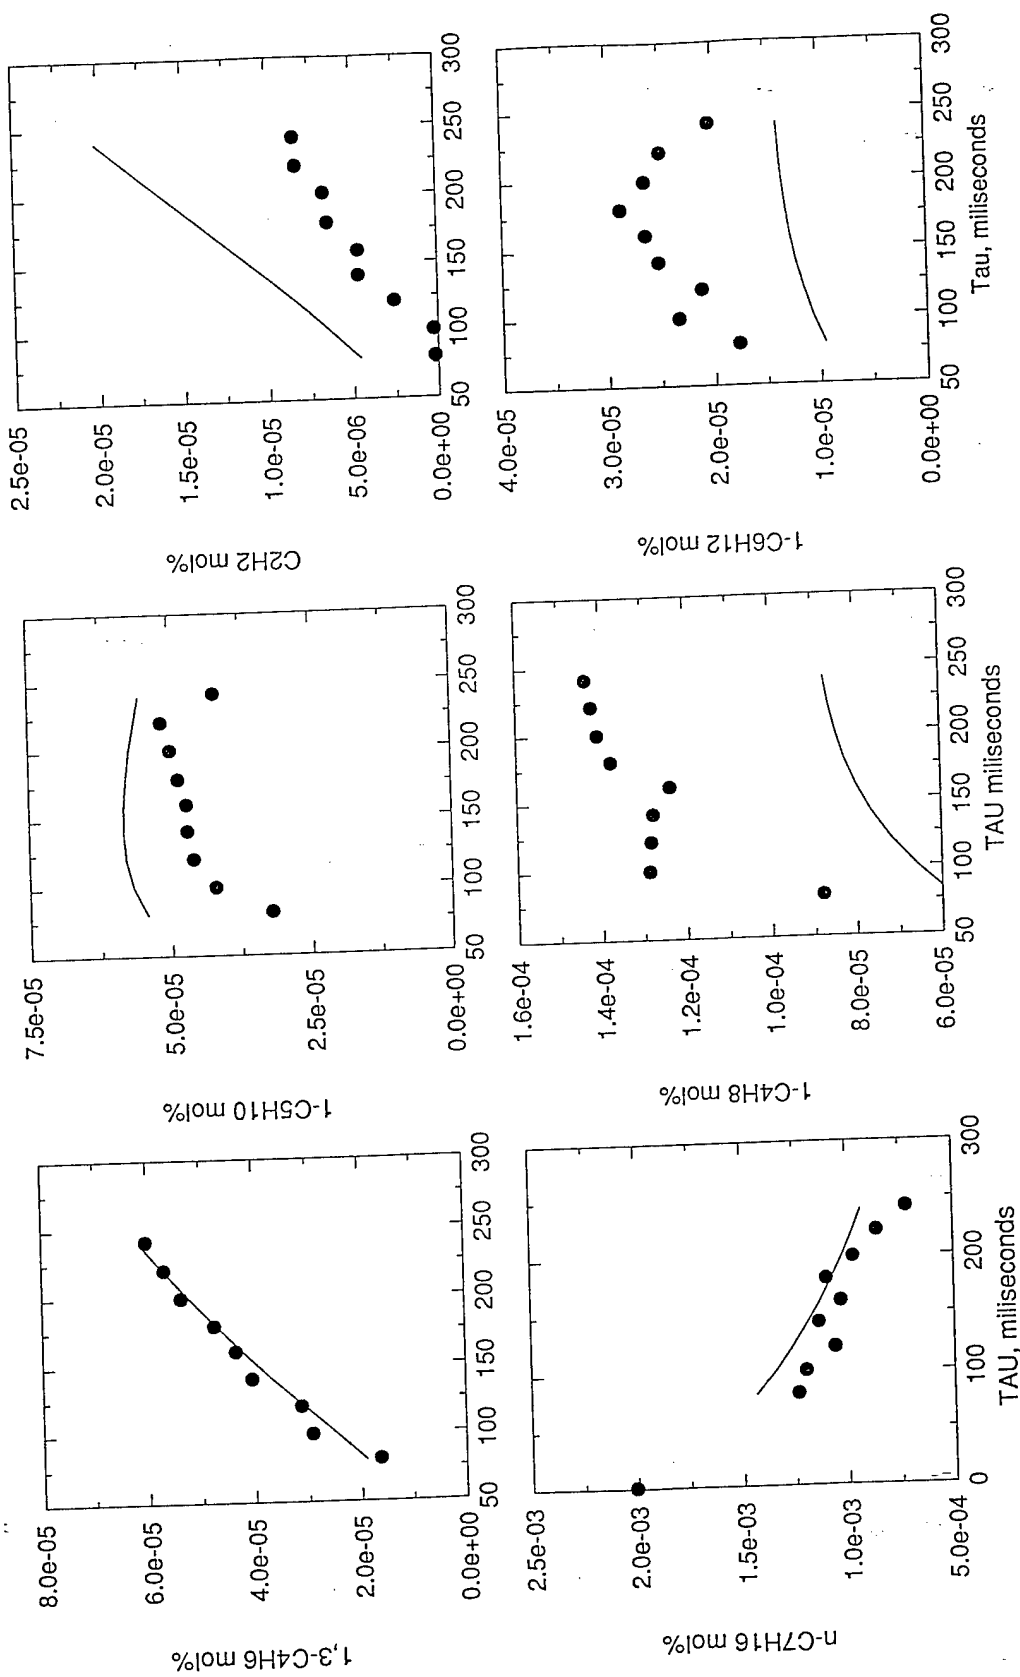 8.0e-05
6.0e-05
4.0e-05
2.0e-05
0.0e+00
50 100 150 200 250 300
1,3-C4H6 mol%
7.5e-05
5.0e-05
2.5e-05
0.0e+00
50 100 150 200 250 300
1-C5H10 mol%
2.5e-05
2.0e-05
1.5e-05
1.0e-05
5.0e-06
0.0e+00
50 100 150 200 250 300
C2H2 mol%
2.5e-03
2.0e-03
1.5e-03
1.0e-03
5.0e-04
0 100 200 300
n-C7H16 mol%
TAU, miliseconds
1.6e-04
1.4e-04
1.2e-04
1.0e-04
8.0e-05
6.0e-05
50 100 150 200 250 300
1-C4H8 mol%
TAU miliseconds
4.0e-05
3.0e-05
2.0e-05
1.0e-05
0.0e+00
50 100 150 200 250 300
1-C6H12 mol%
Tau, miliseconds